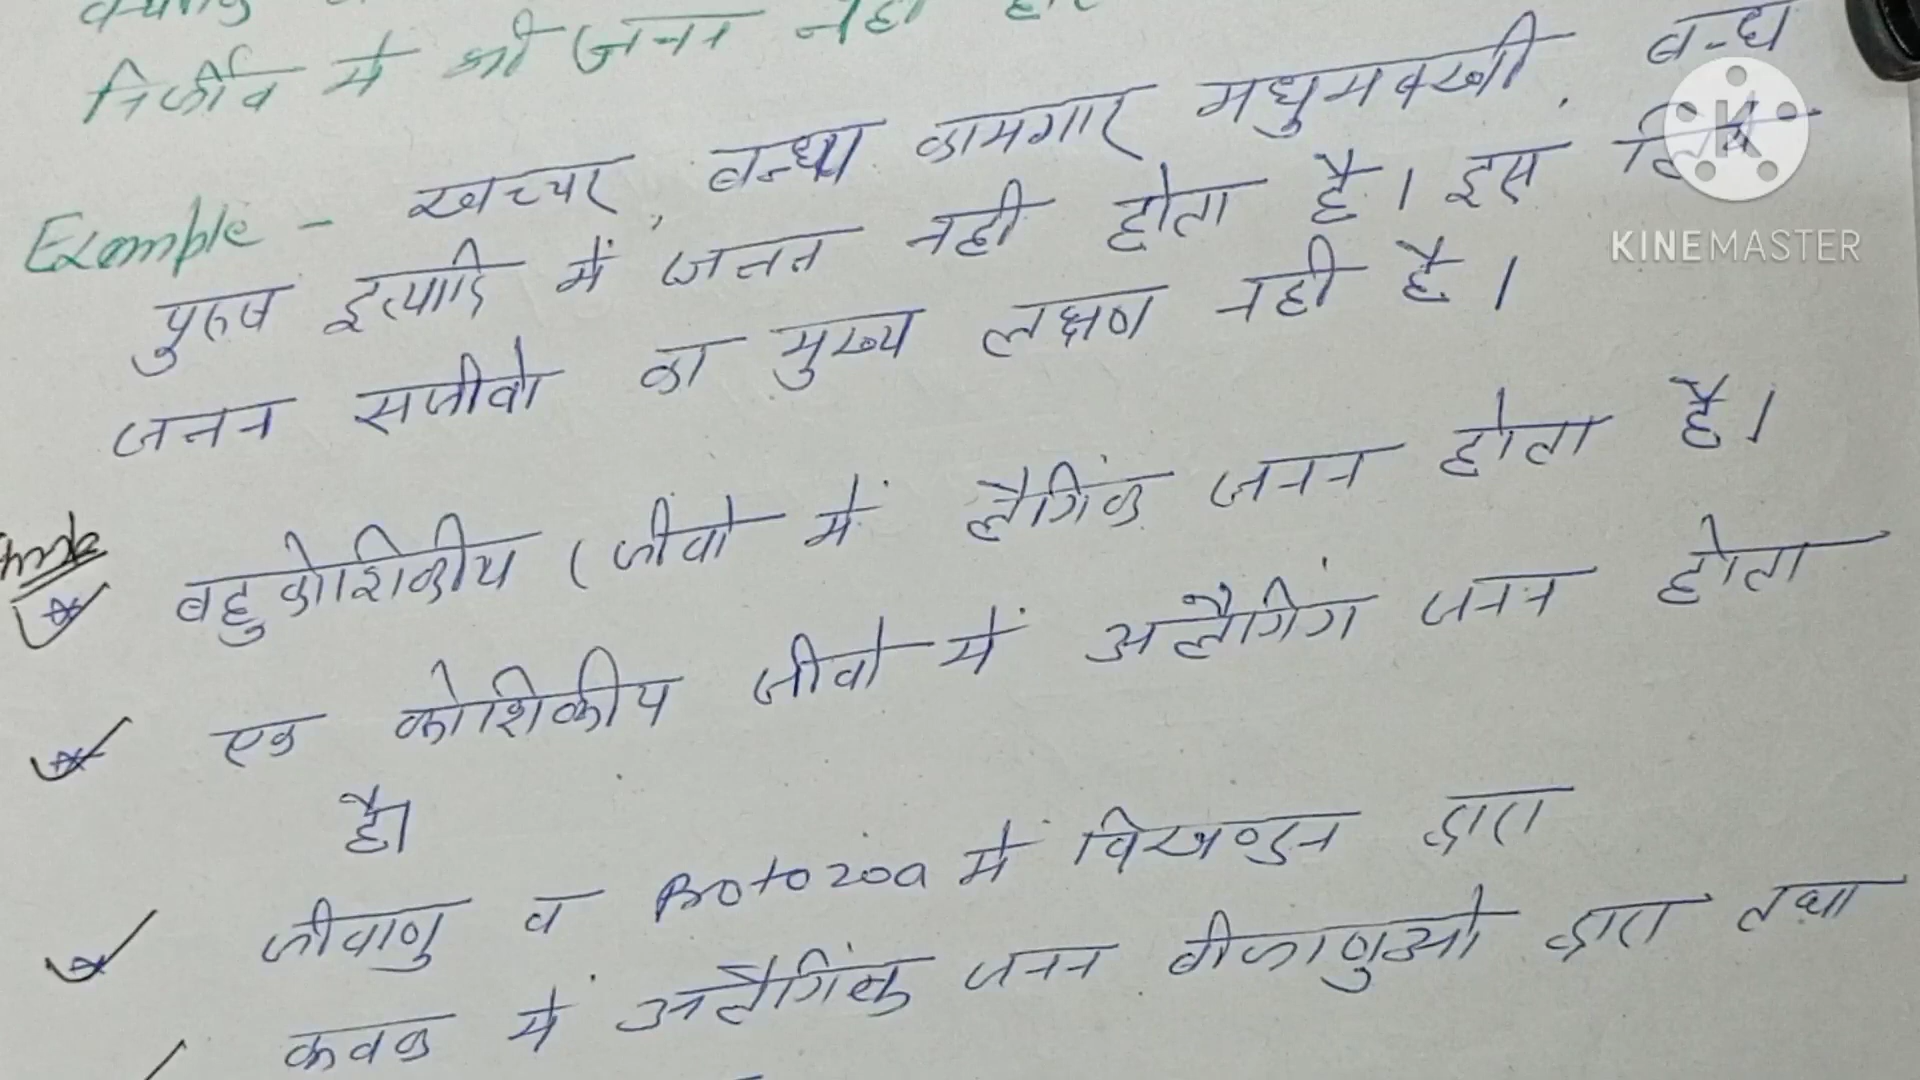 निर्जीव में भी जनन नही
Example - खच्चर, बन्ध्या कामगार मधुमक्खी, बन्ध
पुरुष इत्यादि में जनन नही होता है। इस लिए
जनन सजीवो का मुख्य लक्षण नही है।
बहुकोशिकीय जीवो में लैगिंक जनन होता है।
एक कोशिकीय जीवो में अलैगिंग जनन होता
है।
जीवाणु व Protozoa में विखण्डन द्वारा
कवक में अलैगिंक जनन बीजाणुओ द्वारा तथा
K
KINEMASTER